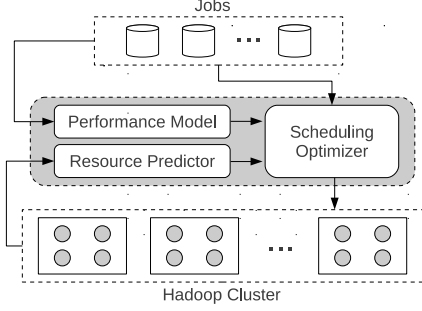 Jobs
Performance Model
Resource Predictor
Scheduling
Optimizer
Hadoop Cluster